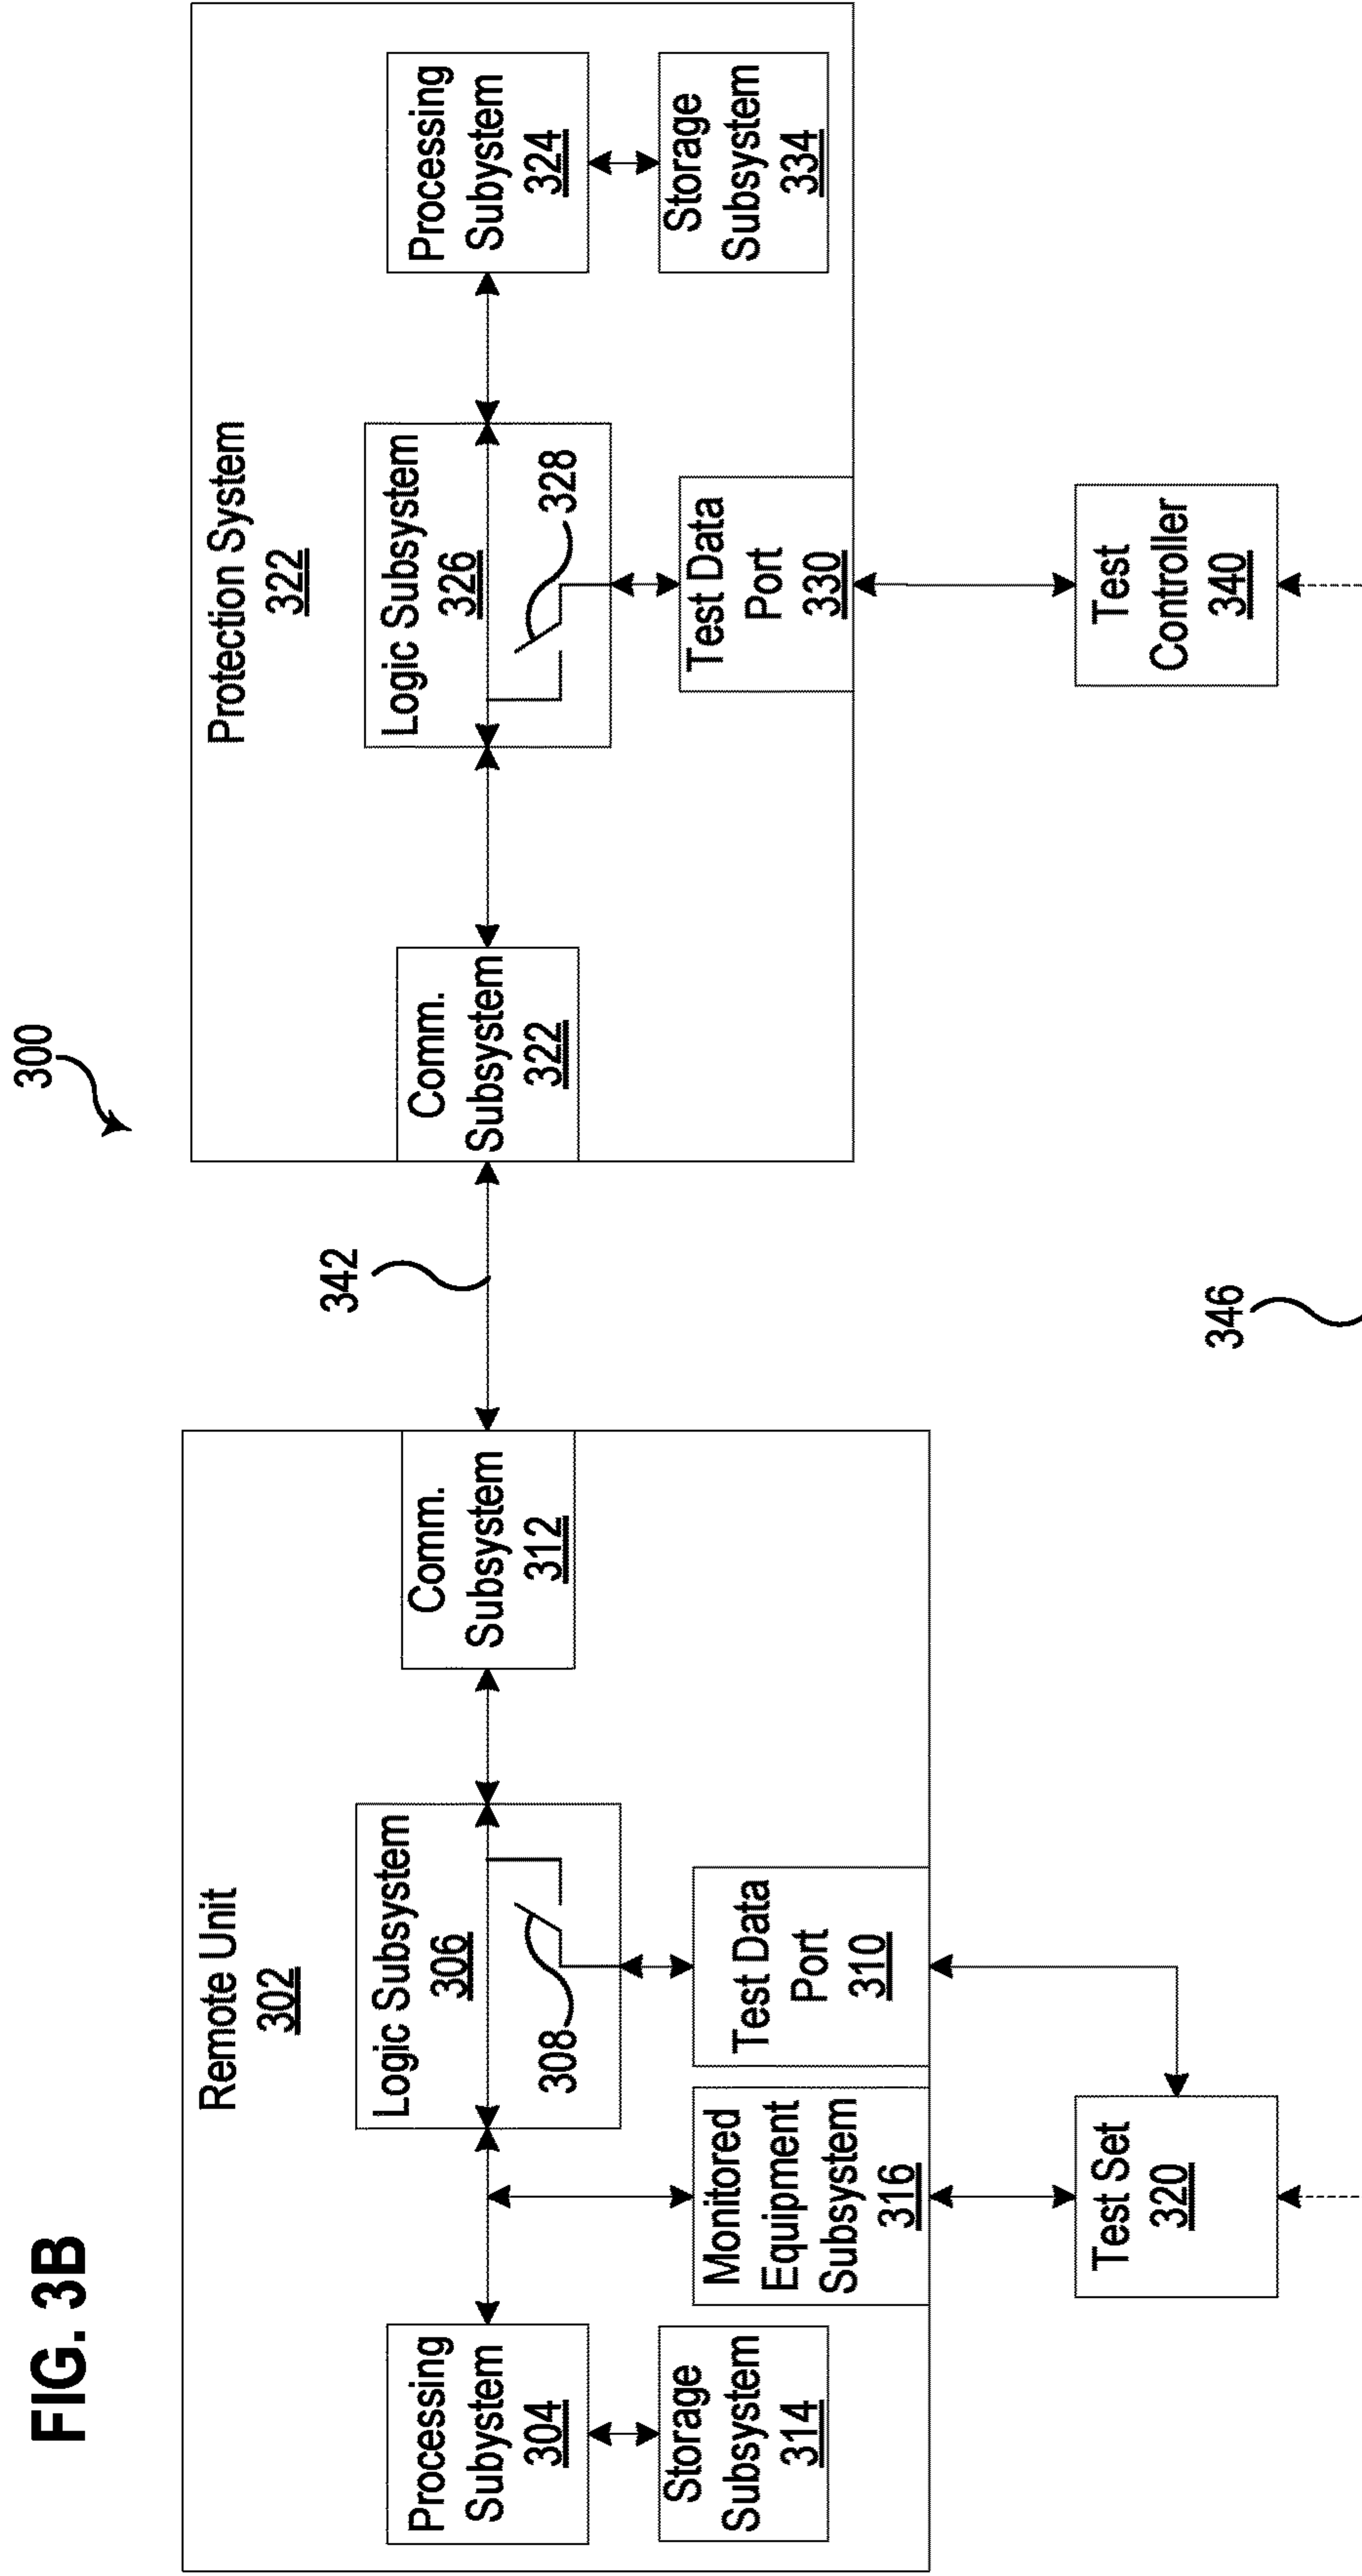 FIG. 3B
300
Remote Unit
302
Processing
Subystem
304
Storage
Subsystem
314
Logic Subsystem
306
308
Monitored
Equipment
Subsystem
316
Test Data
Port
310
Comm.
Subsystem
312
Test Set
320
342
346
Protection System
322
Comm.
Subsystem
322
Logic Subsystem
326
328
Test Data
Port
330
Processing
Subystem
324
Storage
Subsystem
334
Test
Controller
340